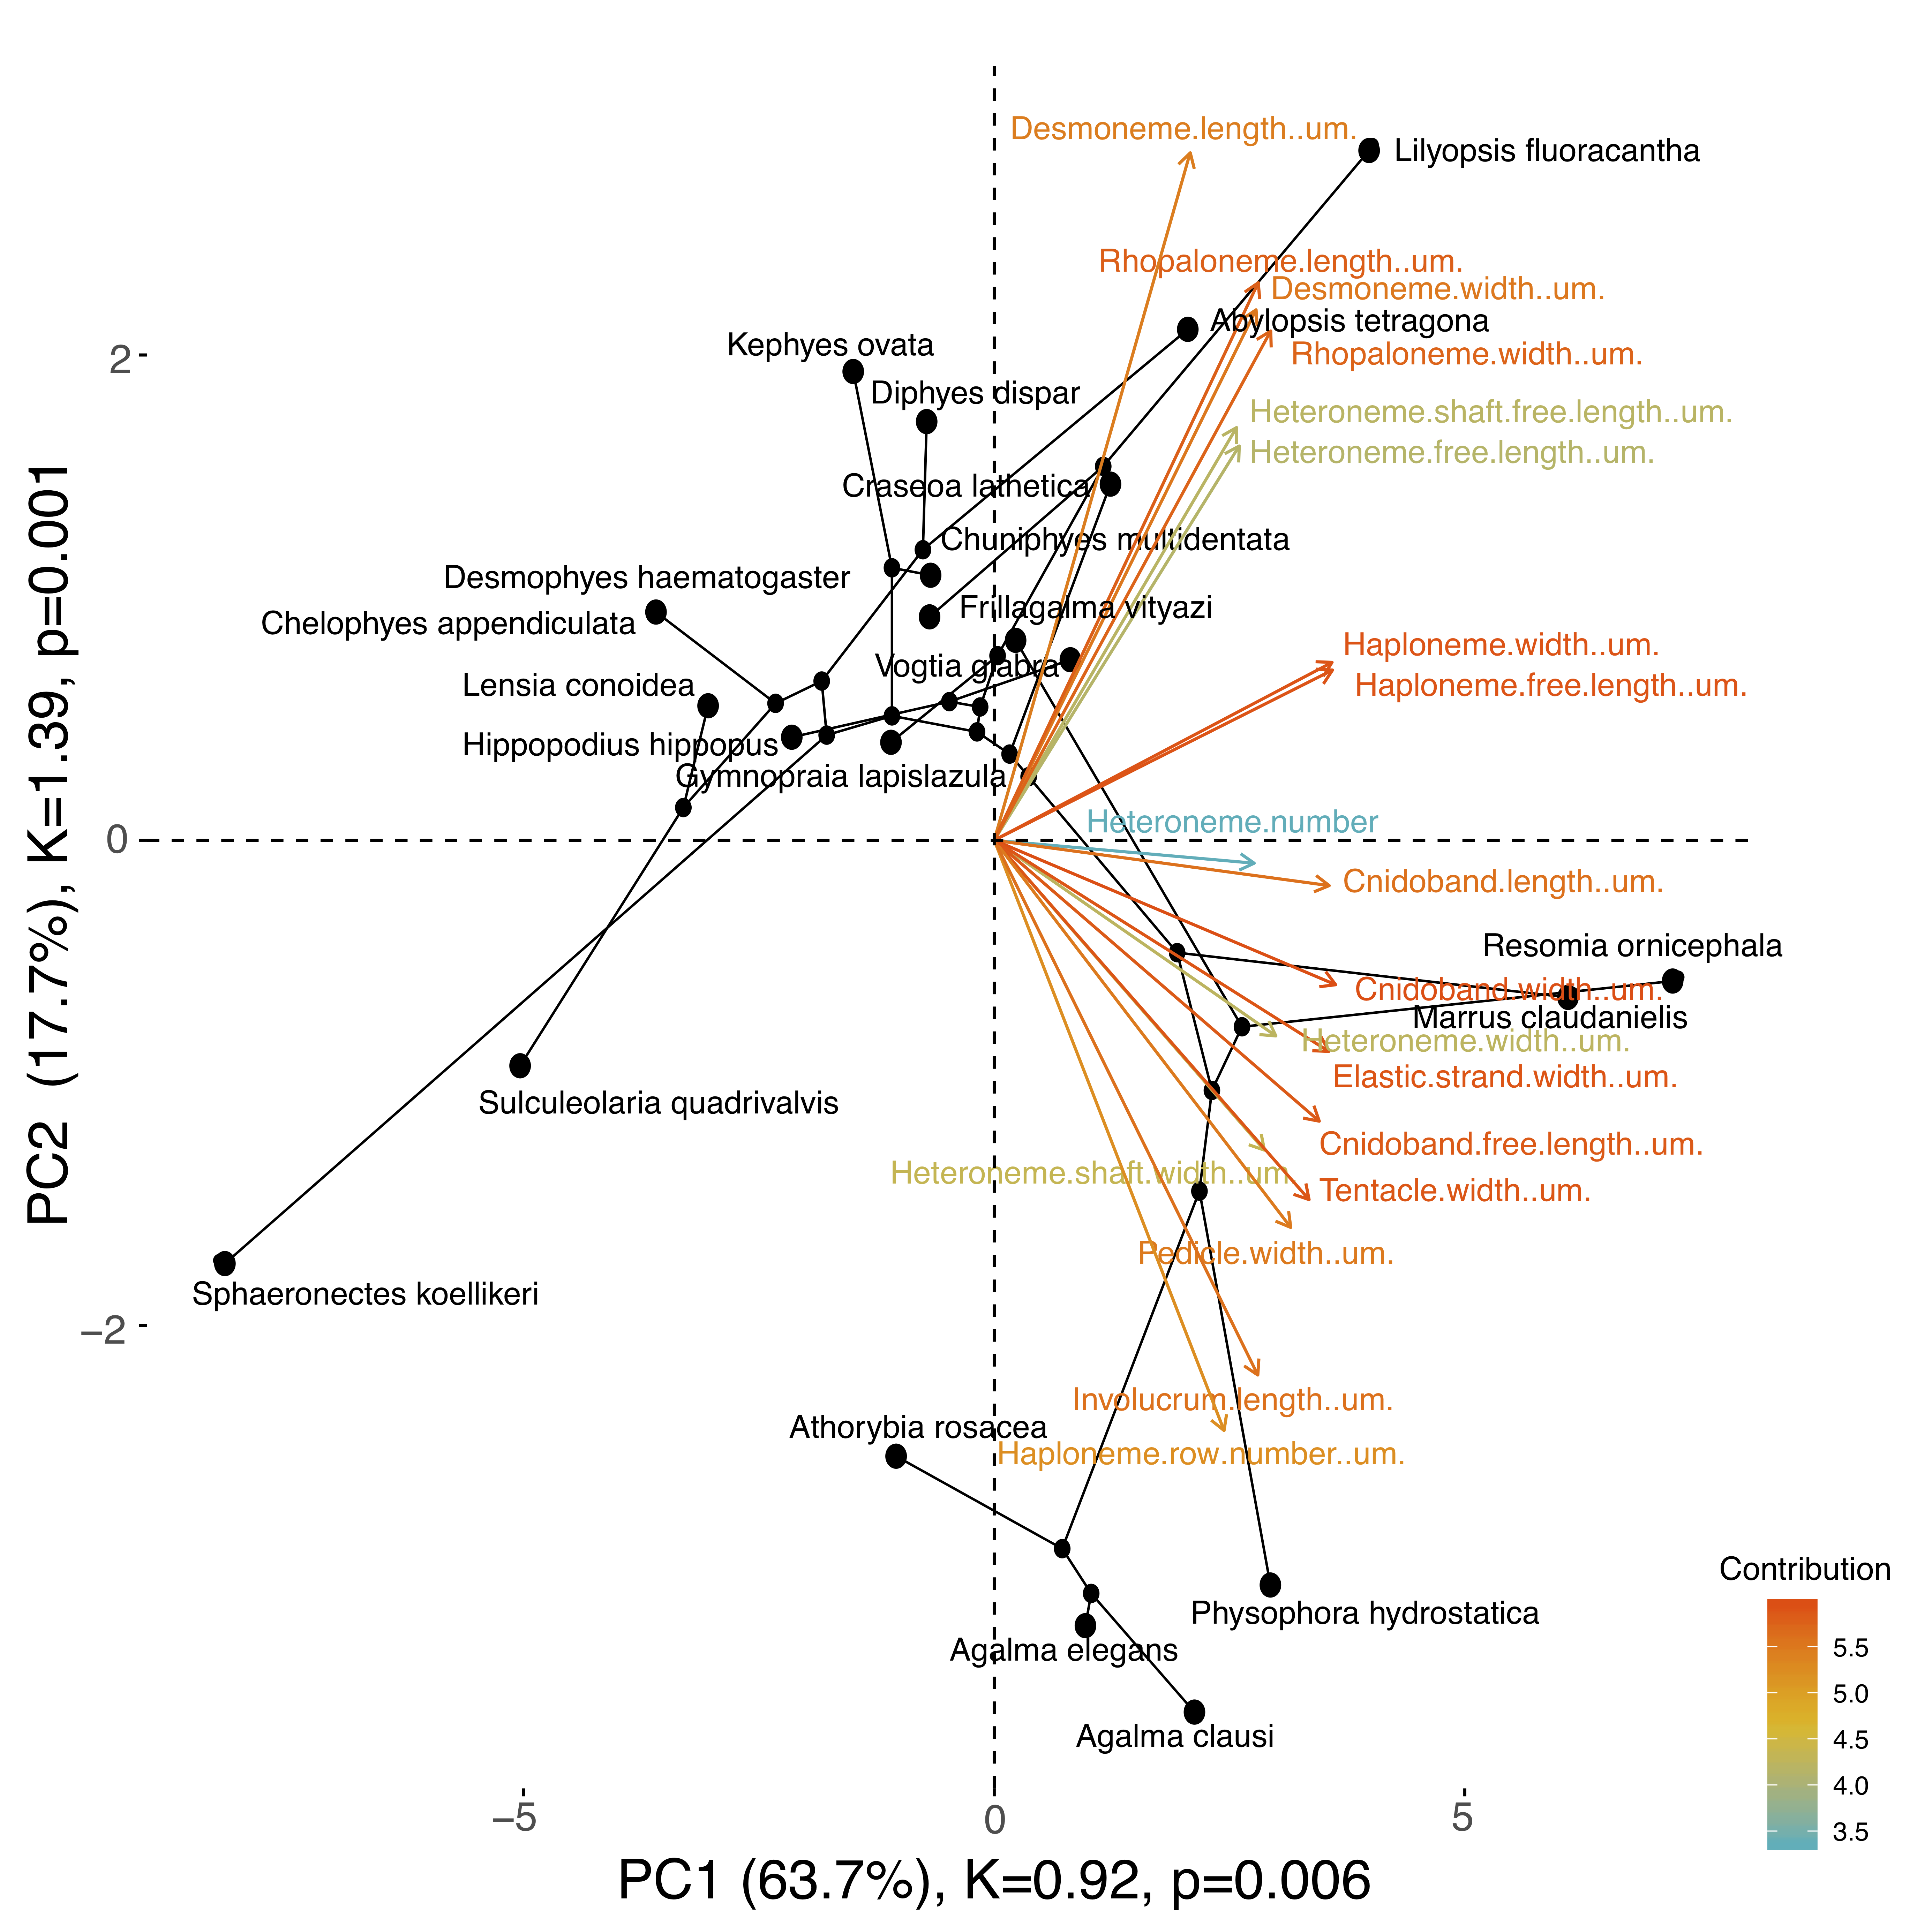 Desmoneme.length..um.
Lilyopsis fluoracantha
Rhopaloneme.length..um.
Desmoneme.width..um.
Abylopsis tetragona
Kephyes ovata
Rhopaloneme.width..um.
2
Diphyes dispar
Heteroneme.shaft.free.length..um.
Heteroneme.free.length..um.
Craseoa lathetica
Chuniphyes multidentata
Desmophyes haematogaster
Frillagalma vityazi
Chelophyes appendiculata
Haploneme.width..um.
Vogtia glabra
Lensia conoidea
Haploneme.free.length..um.
Hippopodius hippopus
Gymnopraia lapislazula
Heteroneme.number
0
Cnidoband.length..um.
PC2 (17.7%), K=1.39, p=0.001
Resomia ornicephala
Cnidoband.width..um.
Marrus claudanielis
Heteroneme.width..um.
Elastic.strand.width..um.
Sulculeolaria quadrivalvis
Cnidoband.free.length..um.
Heteroneme.shaft.width..um.
Tentacle.width..um.
Pedicle.width..um.
Sphaeronectes koellikeri
−2
Involucrum.length..um.
Athorybia rosacea
Haploneme.row.number..um.
Physophora hydrostatica
Agalma elegans
Agalma clausi
Contribution
5.5
5.0
4.5
4.0
3.5
−5
0
5
PC1 (63.7%), K=0.92, p=0.006